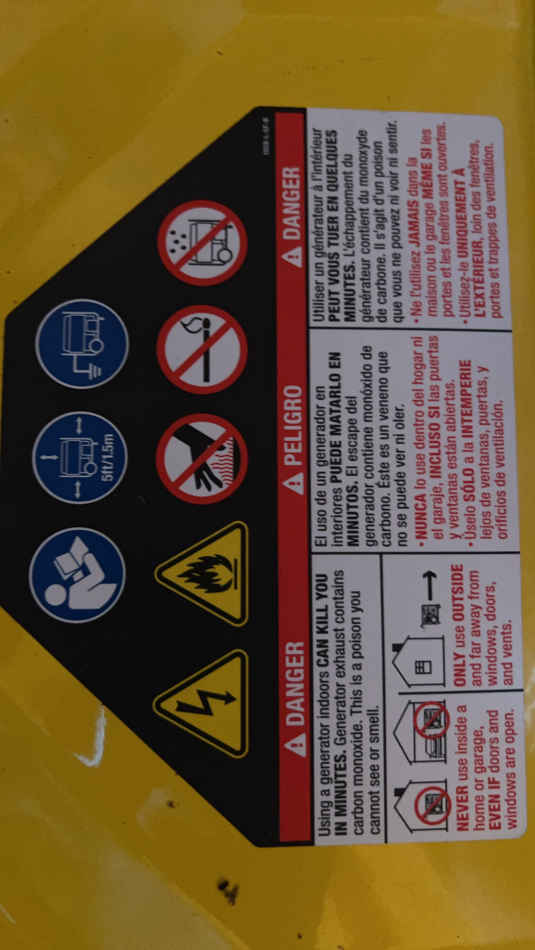 5ft/1.5m
DANGER
Using a generator indoors CAN KILL YOU
IN MINUTES. Generator exhaust contains
carbon monoxide. This is a poison you
cannot see or smell.
NEVER use inside a
home or garage,
EVEN IF doors and
windows are open.
ONLY use OUTSIDE
and far away from
windows, doors,
and vents.
PELIGRO
El uso de un generador en
interiores PUEDE MATARLO EN
MINUTOS. El escape del
generador contiene monóxido de
carbono. Éste es un veneno que
no se puede ver ni oler.
• NUNCA lo use dentro del hogar ni
el garaje, INCLUSO SI las puertas
y ventanas están abiertas.
• Úselo SÓLO a la INTEMPERIE
lejos de ventanas, puertas, y
orificios de ventilación.
DANGER
Utiliser un générateur à l'intérieur
PEUT VOUS TUER EN QUELQUES
MINUTES. L'échappement du
générateur contient du monoxyde
de carbone. Il s'agit d'un poison
que vous ne pouvez ni voir ni sentir.
• Ne l'utilisez JAMAIS dans la
maison ou le garage MÊME SI les
portes et les fenêtres sont ouvertes.
• Utilisez-le UNIQUEMENT À
L'EXTÉRIEUR, loin des fenêtres,
portes et trappes de ventilation.